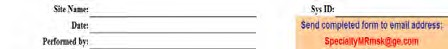 Site Name:
Sys ID:
Date:
Send completed form to email address:
Performed by:
SpecialtyMRmsk@ge.com